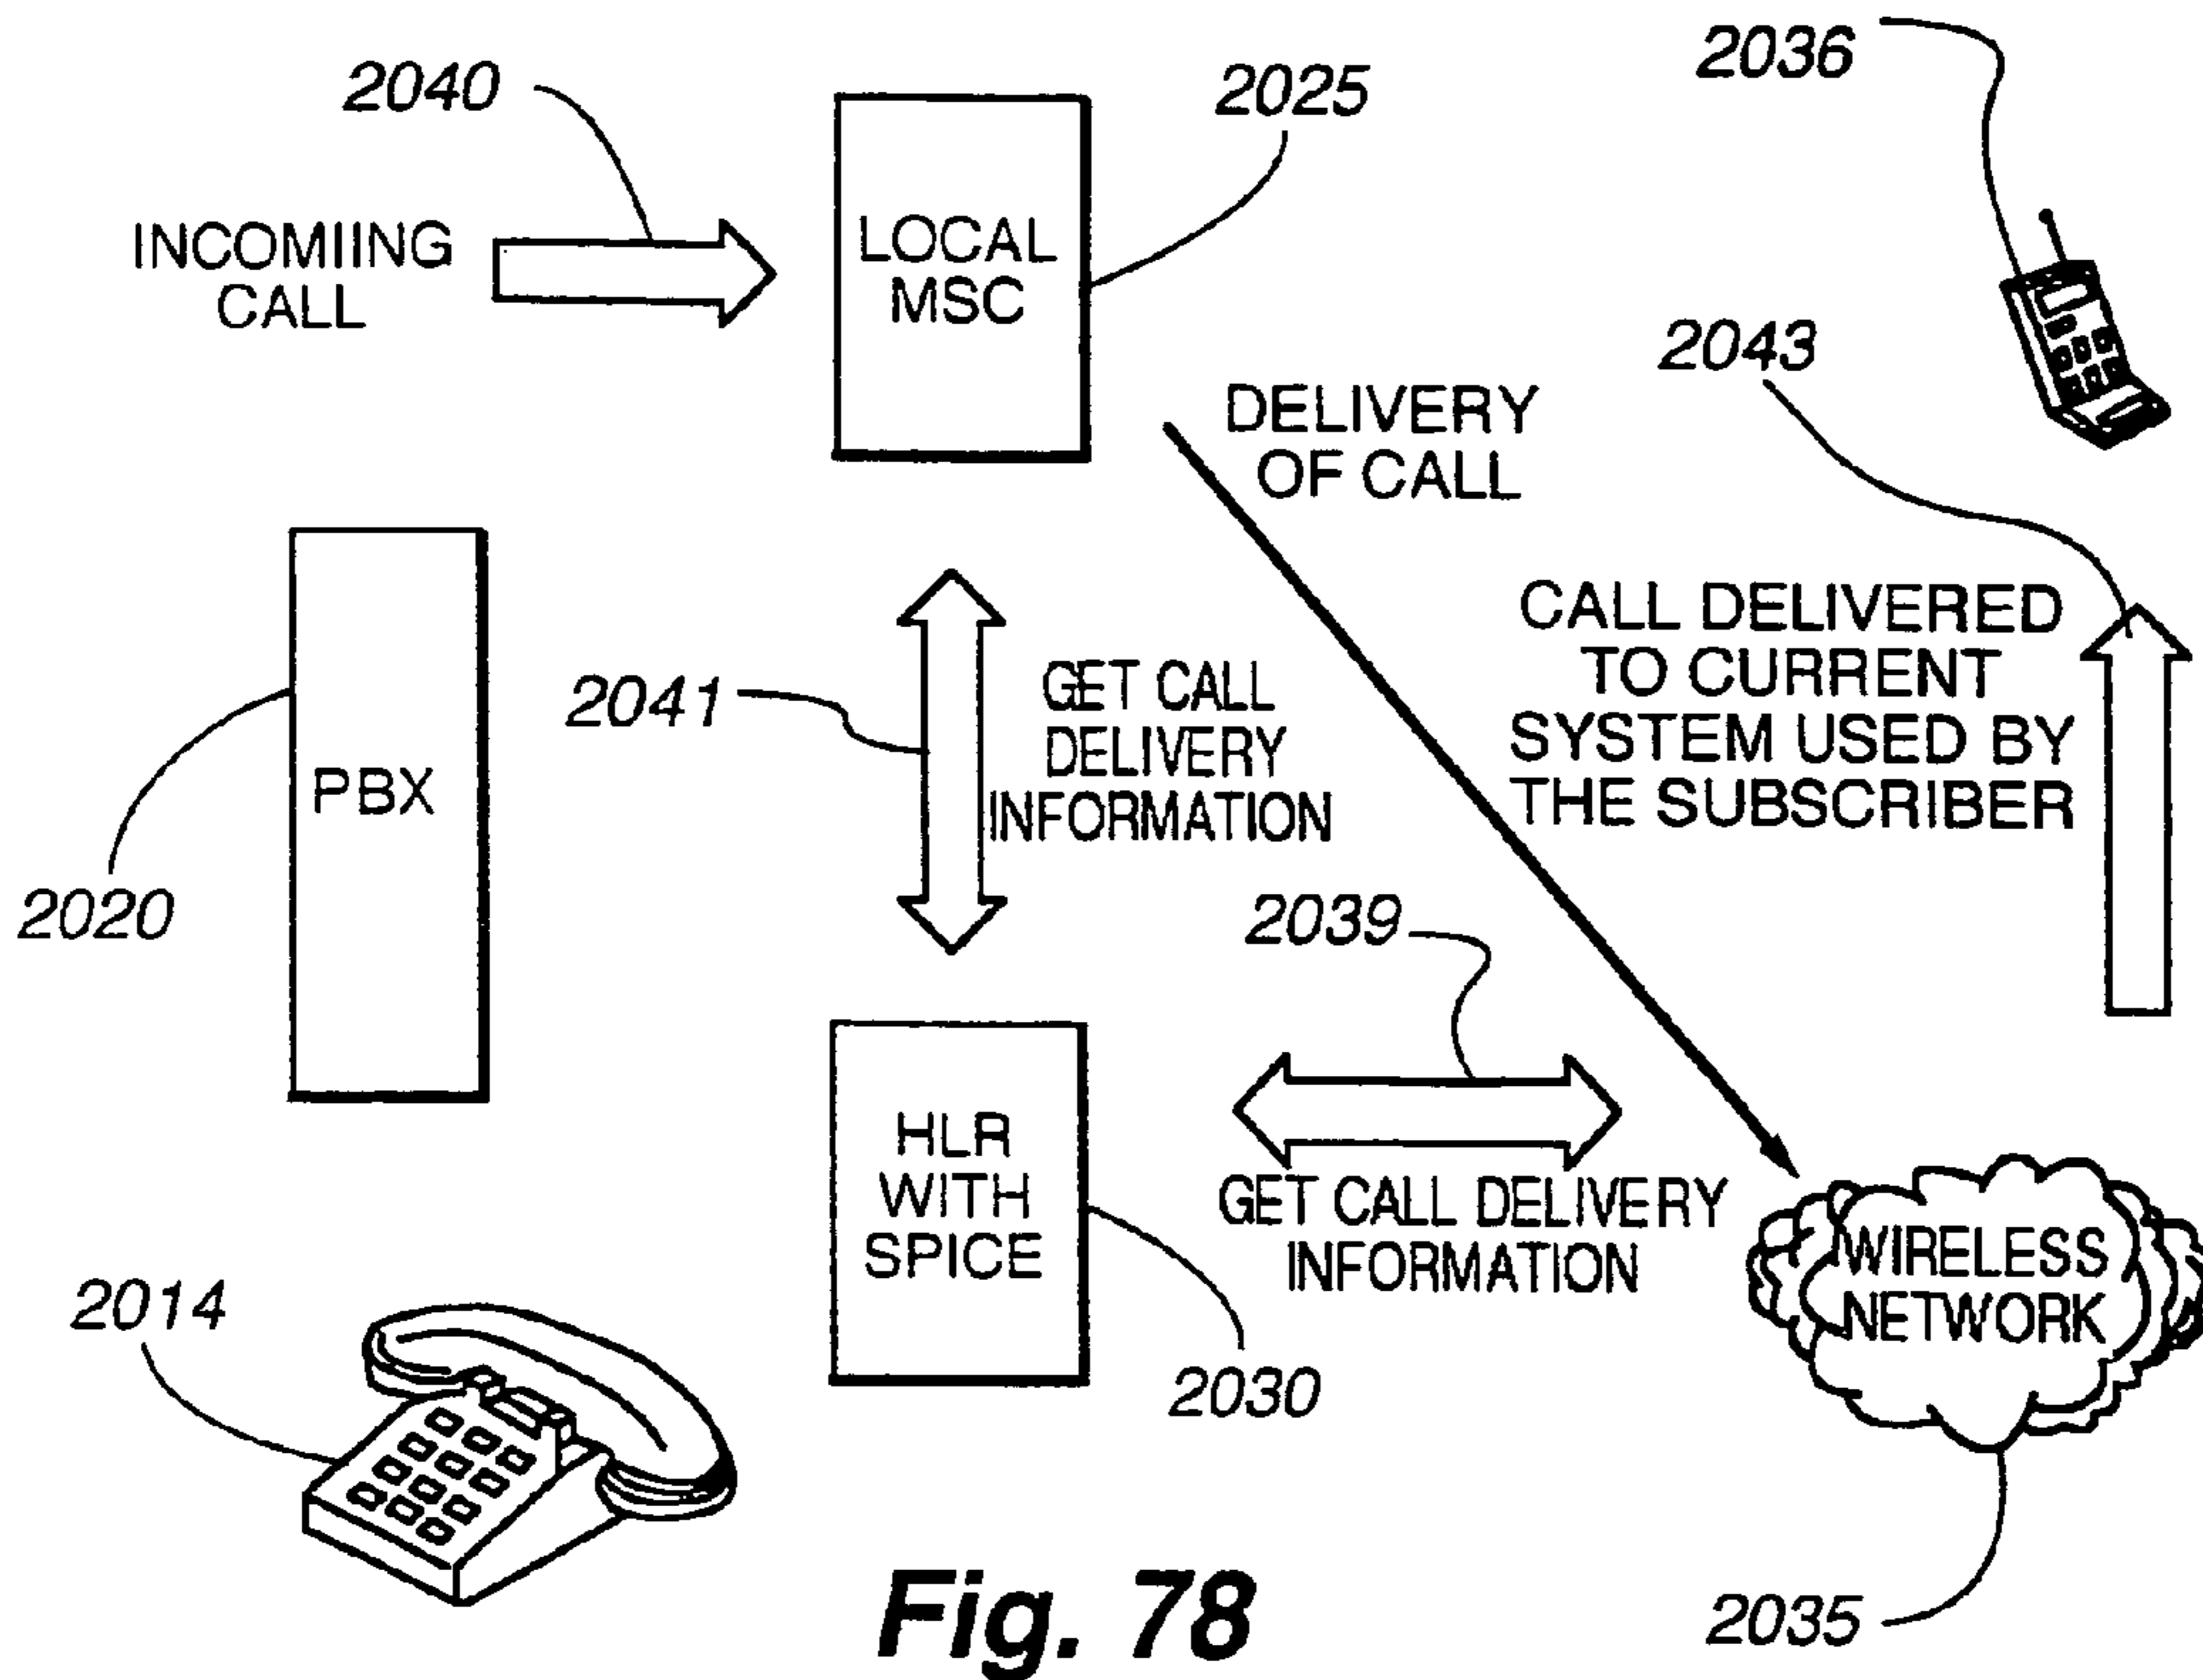 2040
2025
2036
INCOMIING
CALL
LOCAL
MSC
2043
DELIVERY
OF CALL
PBX
2041
GET CALL
DELIVERY
INFORMATION
CALL DELIVERED
TO CURRENT
SYSTEM USED BY
THE SUBSCRIBER
2020
2039
HLR
WITH
SPICE
GET CALL DELIVERY
INFORMATION
WIRELESS
NETWORK
2014
2030
2035
Fig. 78